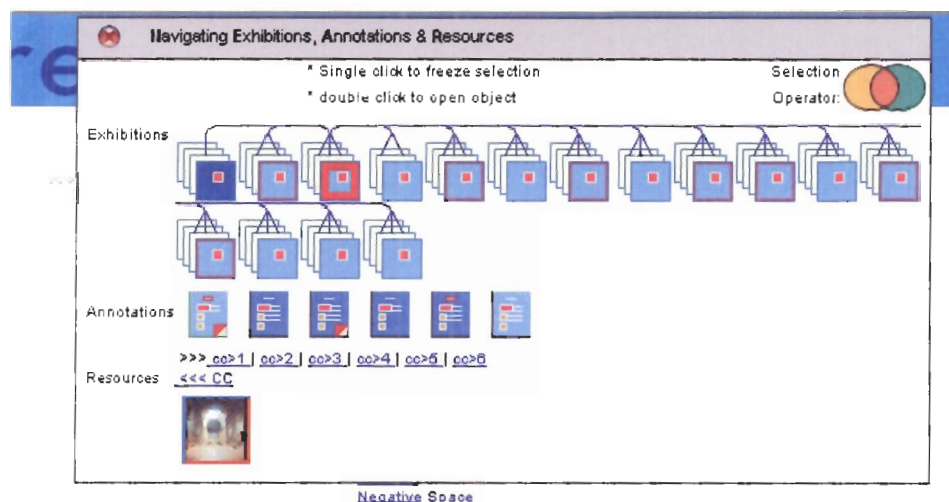 re
Navigating Exhibitions, Annotations & Resources
* Single click to freeze selection
* double click to open object
Selection
Operator:
Exhibitions
Annotations
>>> cc>1 | cc>2 | cc>3 | cc>4 | cc>5 | cc>6
Resources <<< CC
Negative Space